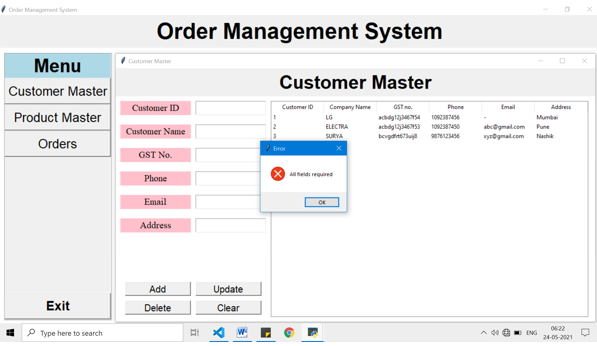 Order Management System
Order Management System
Menu
Customer Master
Product Master
Orders
Exit
Customer Master
Customer Master
Customer ID
Customer Name
GST No.
Phone
Email
Address
Add Update
Delete Clear
Customer ID Company Name GST no. Phone Email Address
1 LG acbdg12j3467f54 1092387456 - Mumbai
2 ELECTRA acbdg12j3467f53 1092387450 abc@gmail.com Pune
3 SURYA bcvgdfrt673uij8 9876123456 xyz@gmail.com Nashik
Error
All fields required
OK
Type here to search
ENG
06:22
24-05-2021